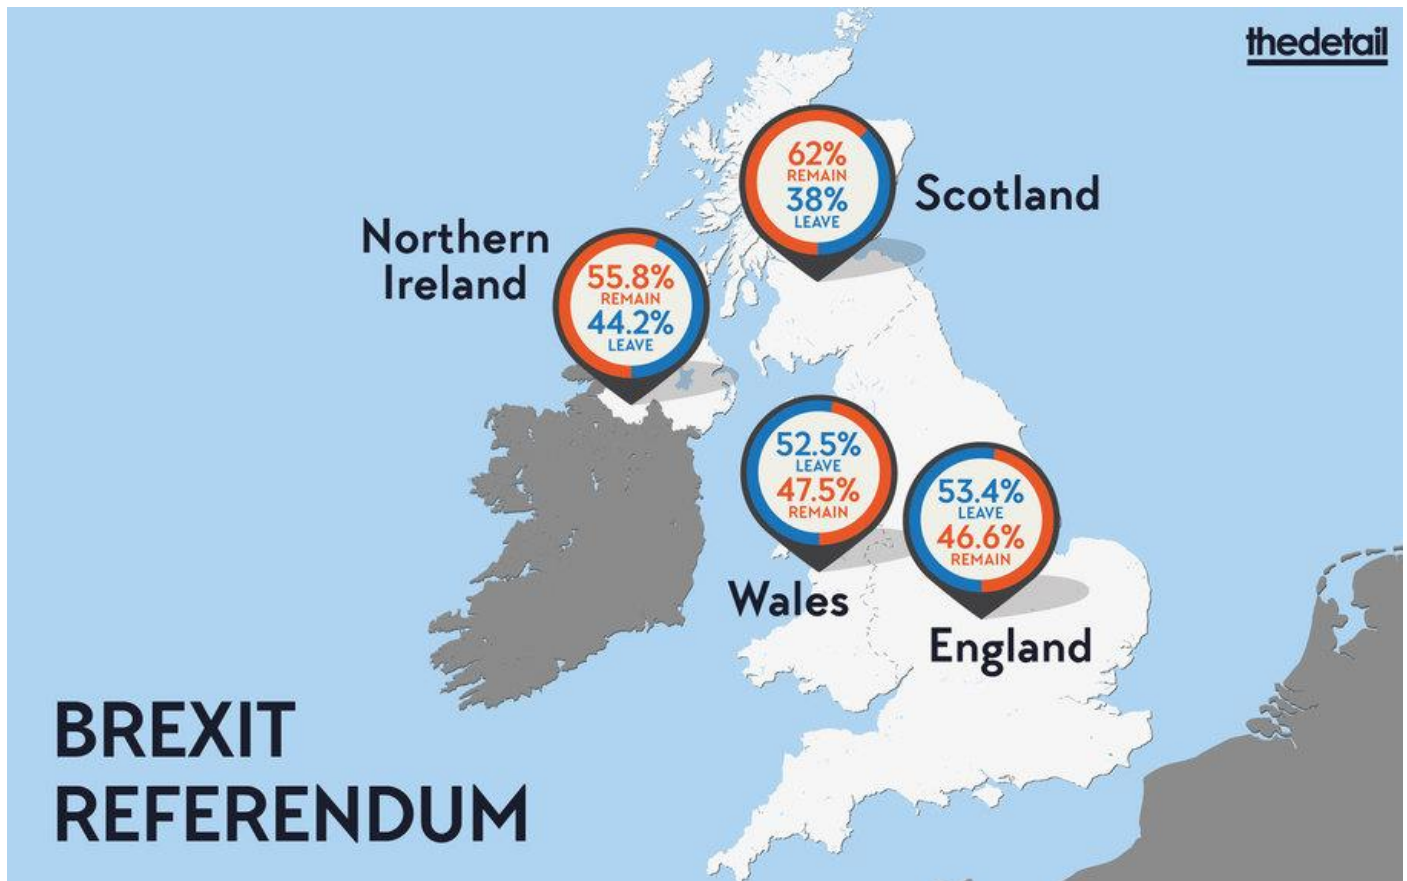 thedetail
62%
REMAIN
38%
LEAVE
Scotland
Northern
Ireland
55.8%
REMAIN
44.2%
LEAVE
52.5%
LEAVE
47.5%
REMAIN
Wales
53.4%
LEAVE
46.6%
REMAIN
England
BREXIT
REFERENDUM